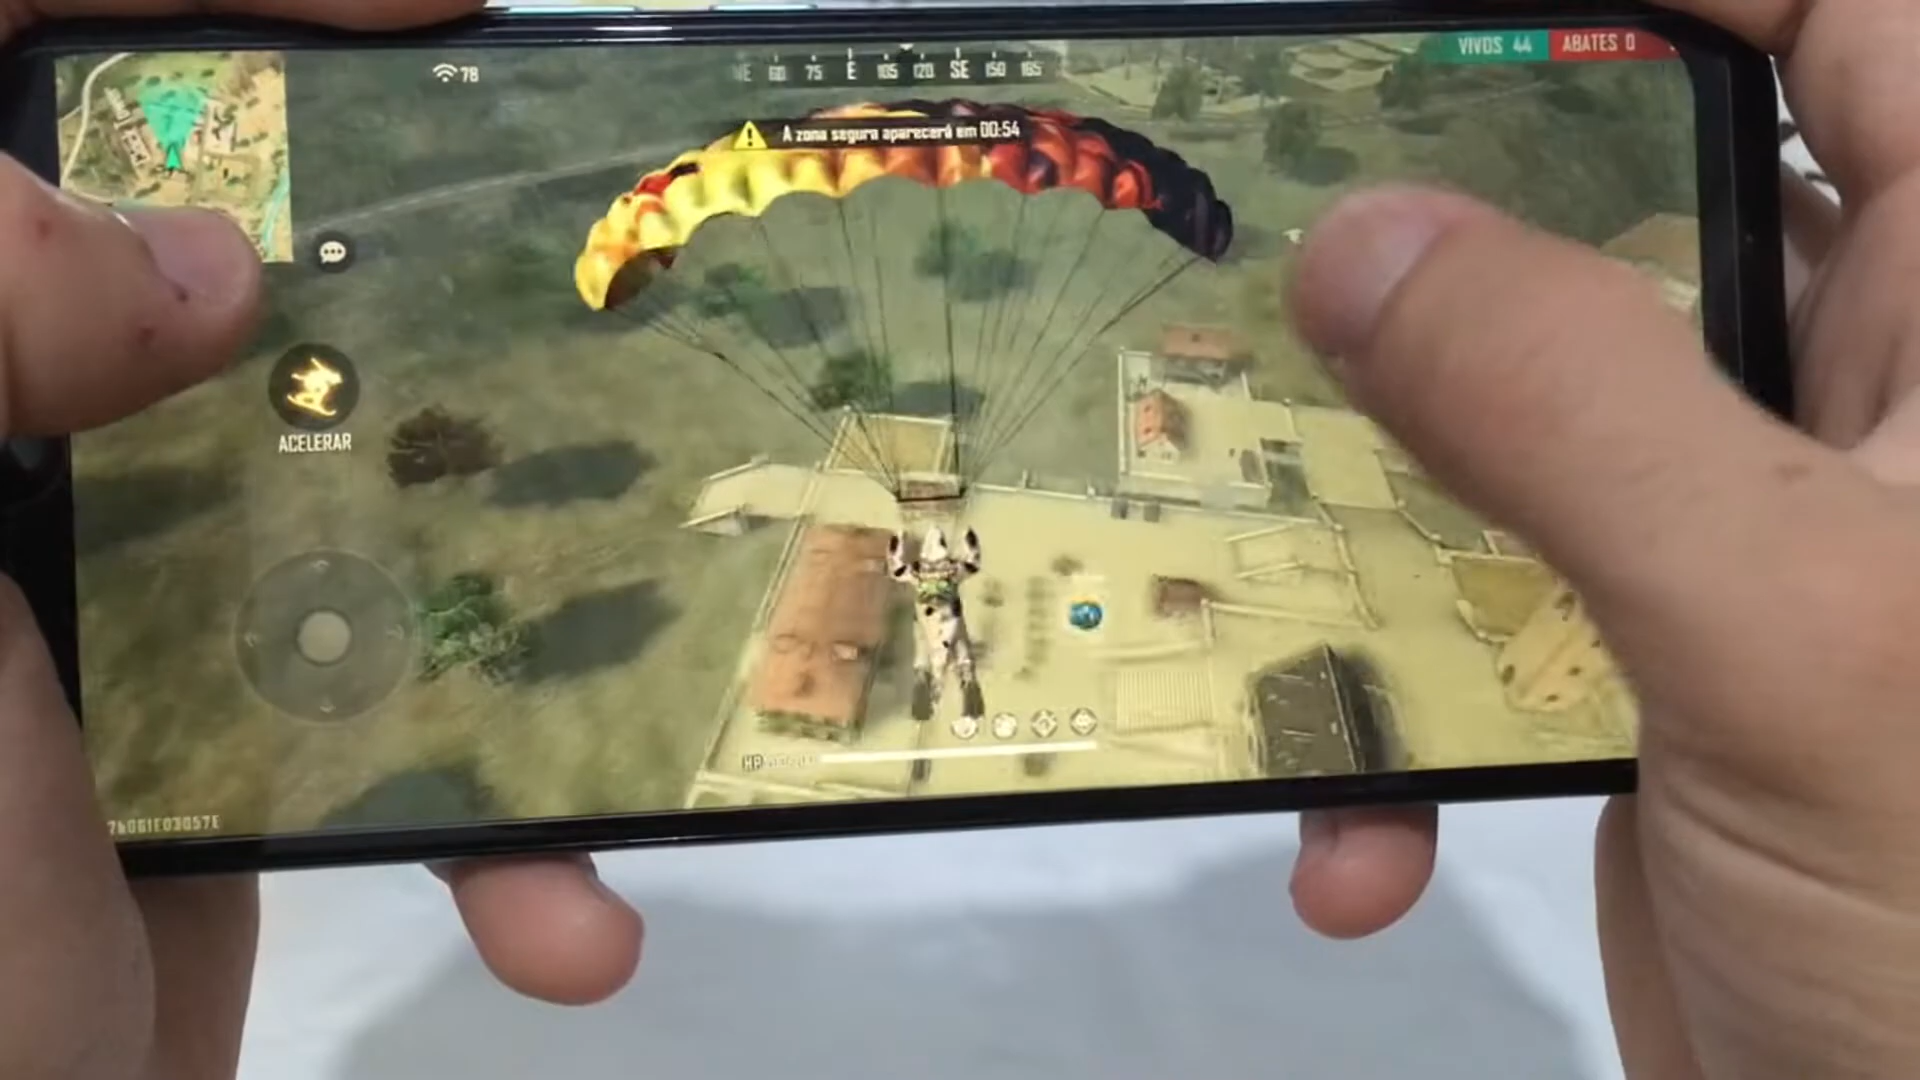 VIVOS 44 ABATES 0
78
NE 60 75 E 105 120 SE 150 165
A zona segura aparecerá em 00:54
ACELERAR
HP